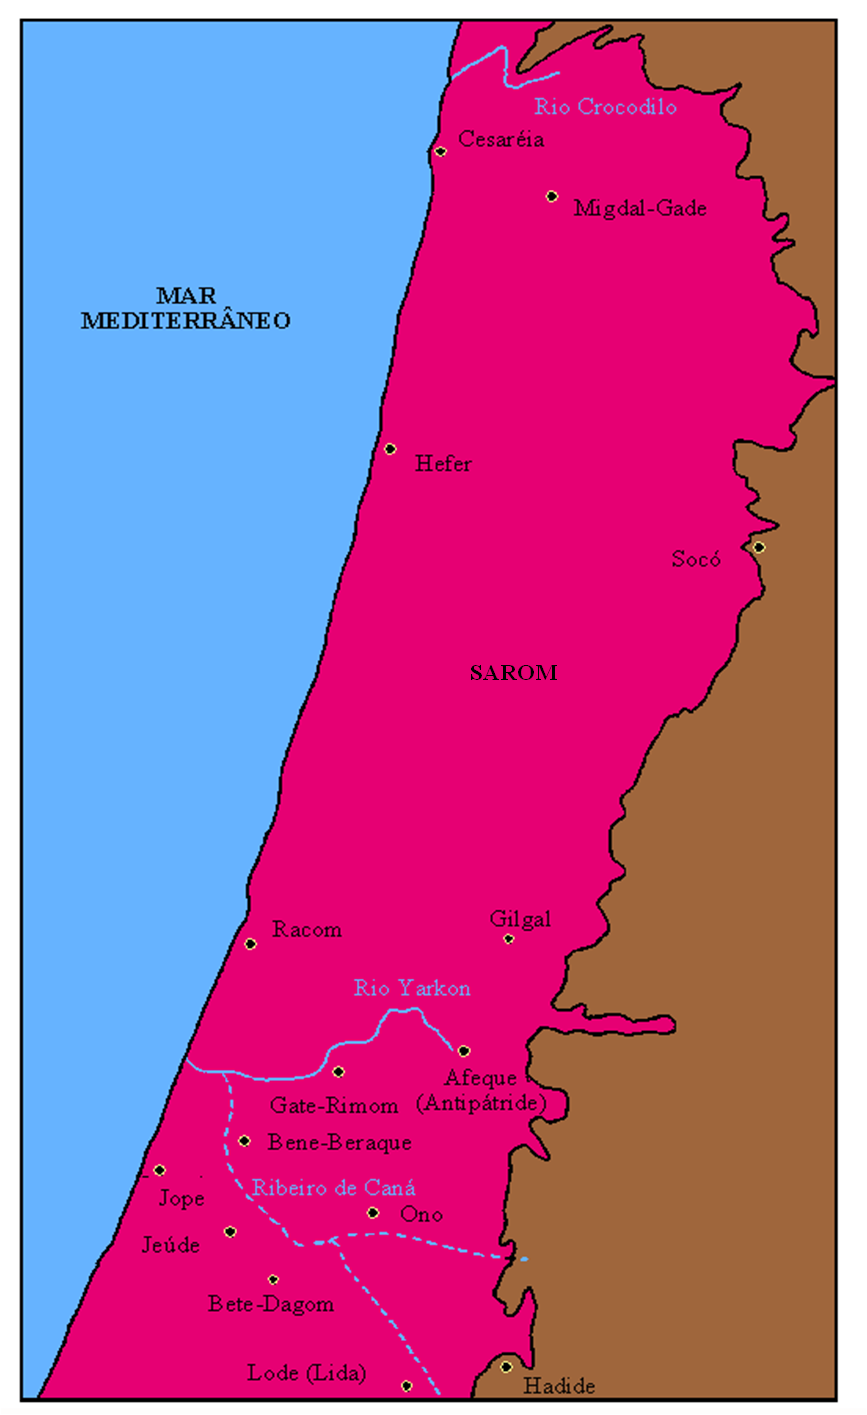 Rio Crocodilo
Cesaréia
Migdal-Gade
MAR
MEDITERRÂNEO
Hefer
Socó
SAROM
Gilgal
Racom
Rio Yarkon
Afeque
(Antipátride)
Gate-Rimom
Bene-Beraque
Ribeiro de Caná
Jope
Ono
Jeúde
Bete-Dagom
Lode (Lida)
Hadide